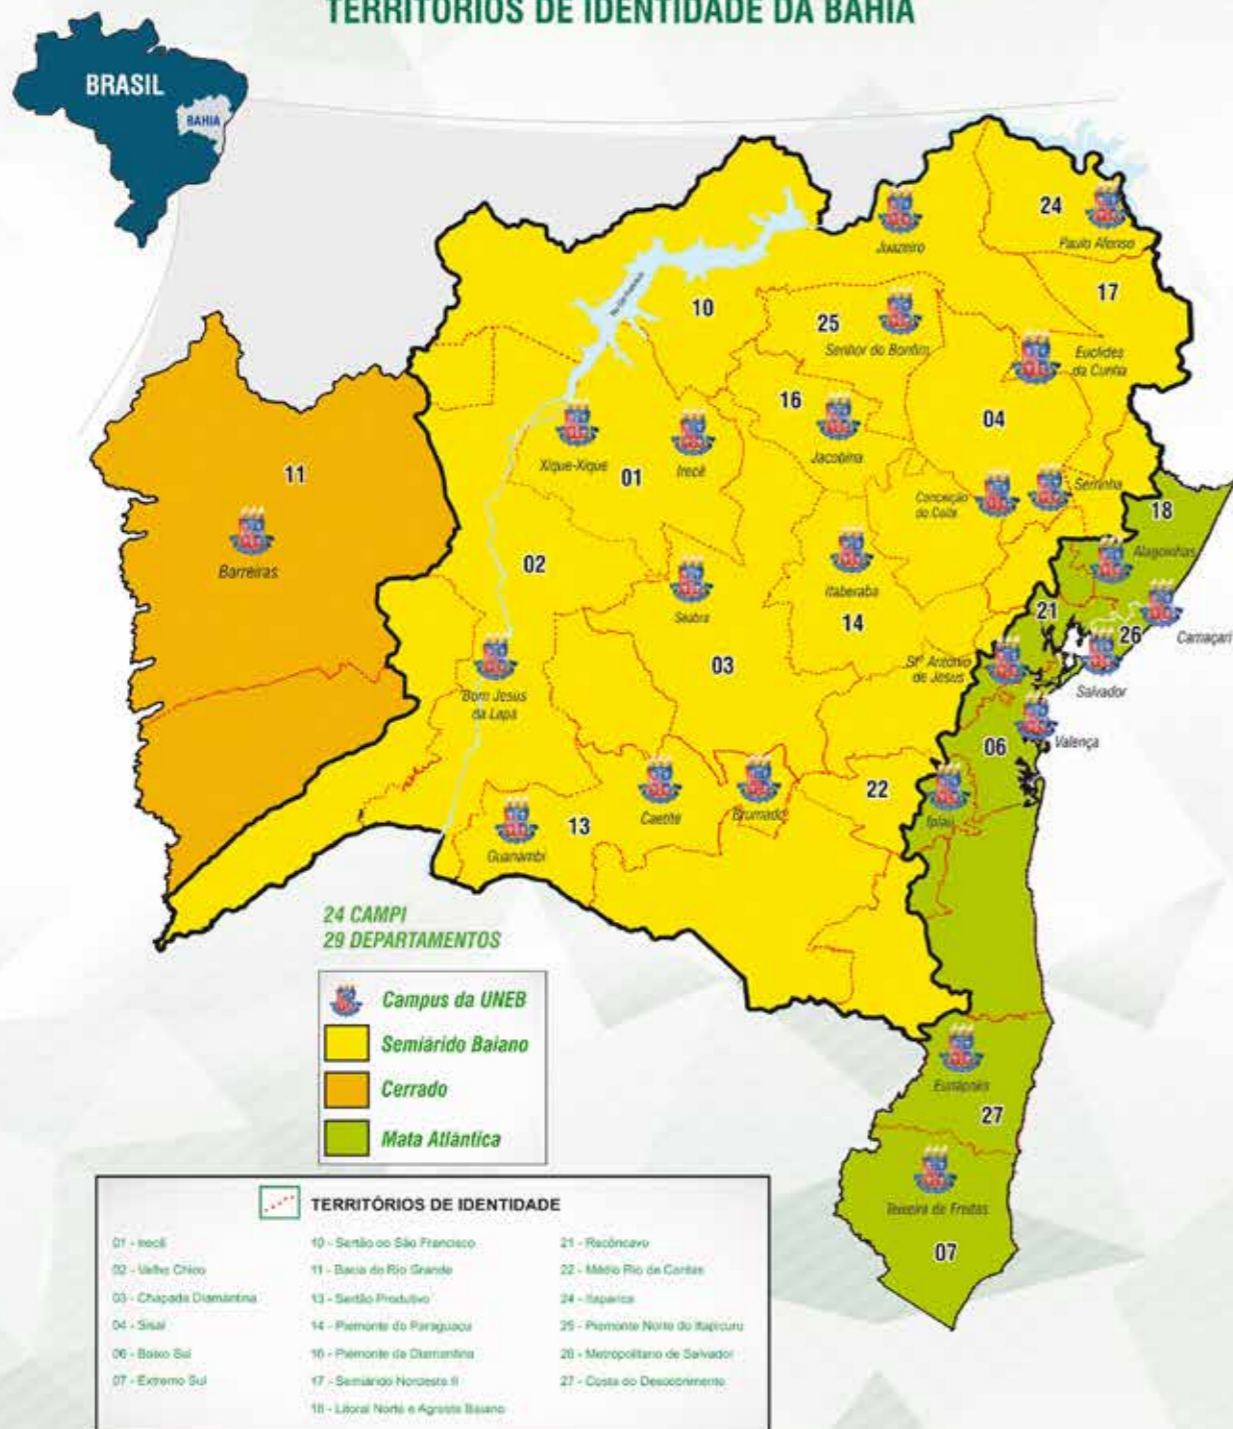 TERRITÓRIOS DE IDENTIDADE DA BAHIA
BRASIL
BAHIA
24
Juazeiro
Paulo Afonso
17
10
25
Senhor do Bonfim
Euclides
da Cunha
16
04
11
Xique-Xique
01
Irecê
Jacobina
Conceição
do Coité
Serrinha
18
Barreiras
02
Alagoinhas
Itaberaba
Seabra
14
21
26
Camaçari
03
Stº Antônio
de Jesus
Salvador
Bom Jesus
da Lapa
Valença
06
22
Caetité
Brumado
Ipiaú
13
Guanambi
24 CAMPI
29 DEPARTAMENTOS
Campus da UNEB
Semiárido Baiano
Cerrado
Mata Atlântica
Eunápolis
27
Teixeira de Freitas
07
TERRITÓRIOS DE IDENTIDADE
01 - Irecê
02 - Velho Chico
03 - Chapada Diamantina
04 - Sisal
06 - Baixo Sul
07 - Extremo Sul
10 - Sertão do São Francisco
11 - Bacia do Rio Grande
13 - Sertão Produtivo
14 - Piemonte do Paraguaçu
16 - Piemonte da Diamantina
17 - Semiárido Nordeste II
18 - Litoral Norte e Agreste Baiano
21 - Recôncavo
22 - Médio Rio de Contas
24 - Itaparica
25 - Piemonte Norte do Itapicuru
26 - Metropolitano de Salvador
27 - Costa do Descobrimento